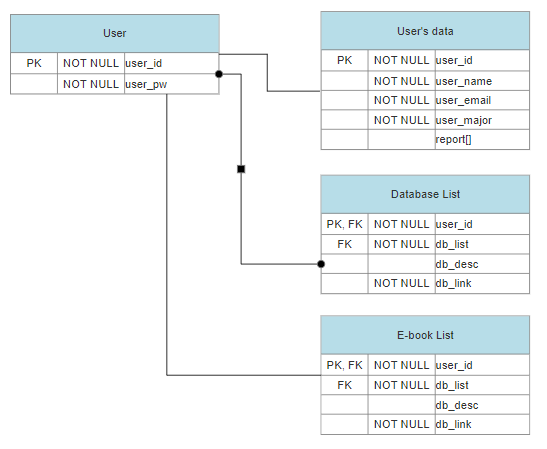 User
PK NOT NULL user_id
NOT NULL user_pw
User's data
PK NOT NULL user_id
NOT NULL user_name
NOT NULL user_email
NOT NULL user_major
report[]
Database List
PK, FK NOT NULL user_id
FK NOT NULL db_list
db_desc
NOT NULL db_link
E-book List
PK, FK NOT NULL user_id
FK NOT NULL db_list
db_desc
NOT NULL db_link